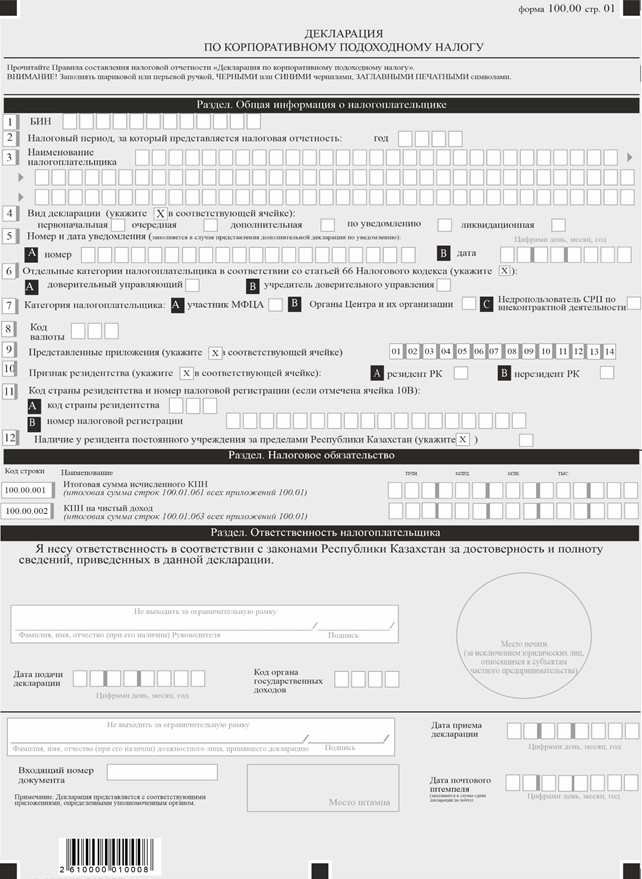 форма 100.00 стр. 01
ДЕКЛАРАЦИЯ
ПО КОРПОРАТИВНОМУ ПОДОХОДНОМУ НАЛОГУ
Прочитайте Правила составления налоговой отчетности «Декларация по корпоративному подоходному налогу».
ВНИМАНИЕ! Заполнять шариковой или перьевой ручкой, ЧЕРНЫМИ или СИНИМИ чернилами, ЗАГЛАВНЫМИ ПЕЧАТНЫМИ символами.
Раздел. Общая информация о налогоплательщике
1 БИН
2 Налоговый период, за который представляется налоговая отчетность: год
3 Наименование
налогоплательщика
4 Вид декларации (укажите X в соответствующей ячейке):
первоначальная очередная дополнительная по уведомлению ликвидационная
5 Номер и дата уведомления (заполняется в случае представления дополнительной декларации по уведомлению): Цифрами день, месяц, год
A номер B дата
6 Отдельные категории налогоплательщика в соответствии со статьей 66 Налогового кодекса (укажите X ):
A доверительный управляющий B учредитель доверительного управления
7 Категория налогоплательщика: A участник МФЦА B Органы Центра и их организации C Недропользователь СРП по
внеконтрактной деятельности
8 Код
валюты
9 Представленные приложения (укажите X в соответствующей ячейке) 01 02 03 04 05 06 07 08 09 10 11 12 13 14
10 Признак резидентства (укажите X в соответствующей ячейке): A резидент РК B нерезидент РК
11 Код страны резидентства и номер налоговой регистрации (если отмечена ячейка 10В):
A код страны резидентства
B номер налоговой регистрации
12 Наличие у резидента постоянного учреждения за пределами Республики Казахстан (укажите X )
Раздел. Налоговое обязательство
Код строки Наименование трлн. млрд. млн. тыс.
100.00.001 Итоговая сумма исчисленного КПН
(итоговая сумма строк 100.01.061 всех приложений 100.01)
100.00.002 КПН на чистый доход
(итоговая сумма строк 100.01.063 всех приложений 100.01)
Раздел. Ответственность налогоплательщика
Я несу ответственность в соответствии с законами Республики Казахстан за достоверность и полноту
сведений, приведенных в данной декларации.
Не выходить за ограничительную рамку
Фамилия, имя, отчество (при его наличии) Руководителя Подпись
Место печати
(за исключением юридических лиц,
относящихся к субъектам
частного предпринимательства)
Дата подачи
декларации
Цифрами день, месяц, год
Код органа
государственных
доходов
Не выходить за ограничительную рамку
Фамилия, имя, отчество (при его наличии) должностного лица, принявшего декларацию Подпись
Дата приема
декларации
Цифрами день, месяц, год
Входящий номер
документа
Примечание. Декларация представляется с соответствующими
приложениями, определенными уполномоченным органом.
Место штампа
Дата почтового
штемпеля
(заполняется в случае сдачи
декларации по почте)
Цифрами день, месяц, год
2 610000 010008